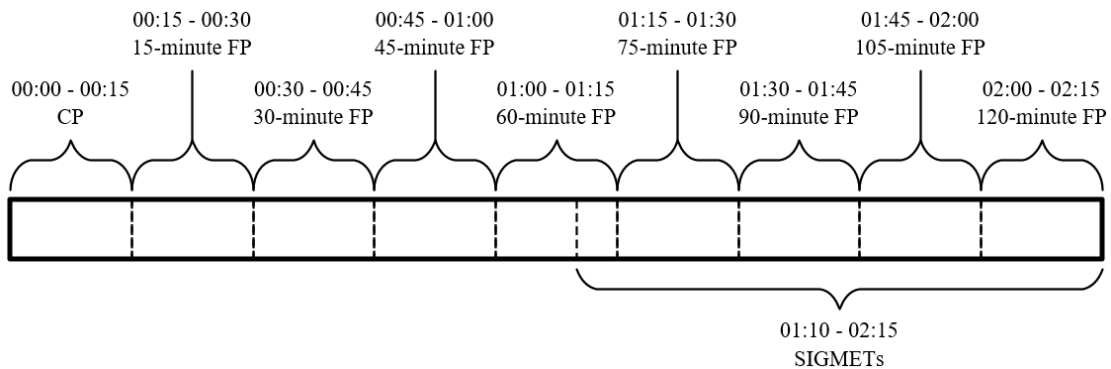 00:15 - 00:30
15-minute FP
00:45 - 01:00
45-minute FP
01:15 - 01:30
75-minute FP
01:45 - 02:00
105-minute FP
00:00 - 00:15
CP
00:30 - 00:45
30-minute FP
01:00 - 01:15
60-minute FP
01:30 - 01:45
90-minute FP
02:00 - 02:15
120-minute FP
01:10 - 02:15
SIGMETs